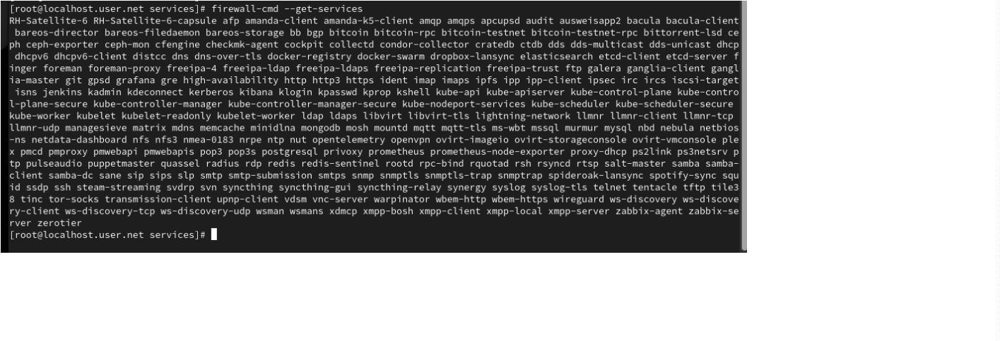 [root@localhost.user.net services]# firewall-cmd --get-services
RH-Satellite-6 RH-Satellite-6-capsule afp amanda-client amanda-k5-client amqp amqps apcupsd audit ausweisapp2 bacula bacula-client
 bareos-director bareos-filedaemon bareos-storage bb bgp bitcoin bitcoin-rpc bitcoin-testnet bitcoin-testnet-rpc bittorrent-lsd ce
ph ceph-exporter ceph-mon cfengine checkmk-agent cockpit collectd condor-collector cratedb ctdb dds dds-multicast dds-unicast dhcp
 dhcpv6 dhcpv6-client distcc dns dns-over-tls docker-registry docker-swarm dropbox-lansync elasticsearch etcd-client etcd-server f
inger foreman foreman-proxy freeipa-4 freeipa-ldap freeipa-ldaps freeipa-replication freeipa-trust ftp galera ganglia-client gangl
ia-master git gpsd grafana gre high-availability http http3 https ident imap imaps ipfs ipp ipp-client ipsec irc ircs iscsi-target
 isns jenkins kadmin kdeconnect kerberos kibana klogin kpasswd kprop kshell kube-api kube-apiserver kube-control-plane kube-contro
l-plane-secure kube-controller-manager kube-controller-manager-secure kube-nodeport-services kube-scheduler kube-scheduler-secure
kube-worker kubelet kubelet-readonly kubelet-worker ldap ldaps libvirt libvirt-tls lightning-network llmnr llmnr-client llmnr-tcp
llmnr-udp managesieve matrix mdns memcache minidlna mongodb mosh mountd mqtt mqtt-tls ms-wbt mssql murmur mysql nbd nebula netbios
-ns netdata-dashboard nfs nfs3 nmea-0183 nrpe ntp nut opentelemetry openvpn ovirt-imageio ovirt-storageconsole ovirt-vmconsole ple
x pmcd pmproxy pmwebapi pmwebapis pop3 pop3s postgresql privoxy prometheus prometheus-node-exporter proxy-dhcp ps2link ps3netsrv p
tp pulseaudio puppetmaster quassel radius rdp redis redis-sentinel rootd rpc-bind rquotad rsh rsyncd rtsp salt-master samba samba-
client samba-dc sane sip sips slp smtp smtp-submission smtps snmp snmptls snmptls-trap snmptrap spideroak-lansync spotify-sync squ
id ssdp ssh steam-streaming svdrp svn syncthing syncthing-gui syncthing-relay synergy syslog syslog-tls telnet tentacle tftp tile3
8 tinc tor-socks transmission-client upnp-client vdsm vnc-server warpinator wbem-http wbem-https wireguard ws-discovery ws-discove
ry-client ws-discovery-tcp ws-discovery-udp wsman wsmans xdmcp xmpp-bosh xmpp-client xmpp-local xmpp-server zabbix-agent zabbix-se
rver zerotier
[root@localhost.user.net services]#